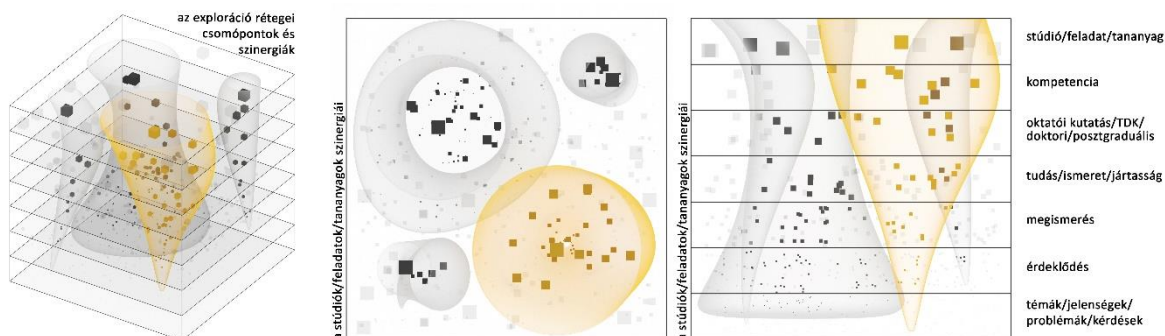 az exploráció rétegei
csomópontok és
szinergiák
a stúdiók/feladatok/tananyagok szinergiái
a stúdiók/feladatok/tananyagok szinergiái
stúdió/feladat/tananyag
kompetencia
oktatói kutatás/TDK/
doktori/posztgraduális
tudás/ismeret/jártasság
megismerés
érdeklődés
témák/jelenségek/
problémák/kérdések